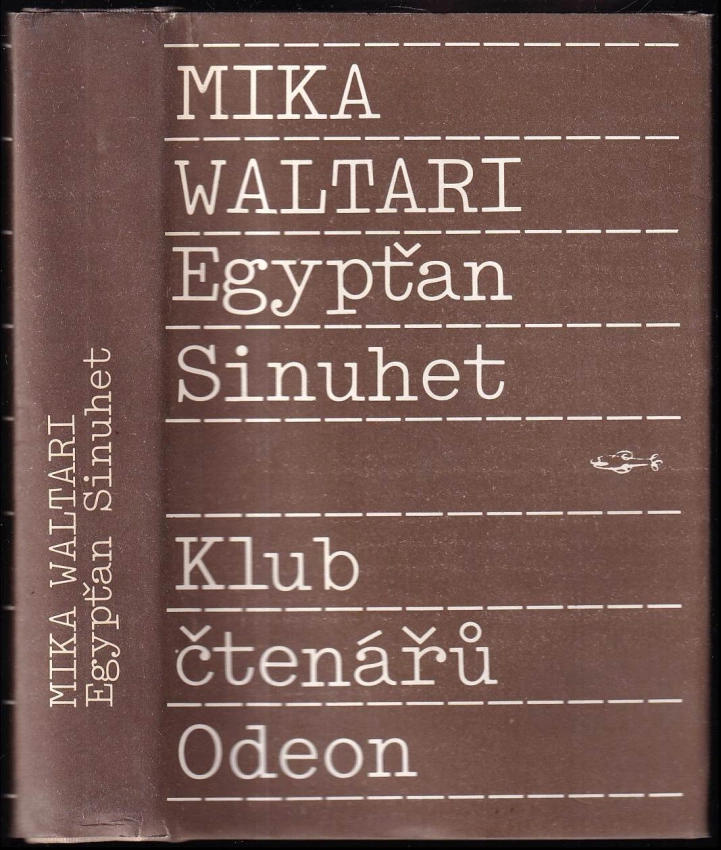 MIKA
WALTARI
Egypťan
Sinuhet
Klub
čtenářů
Odeon
MIKA WALTARI
Egypťan Sinuhet